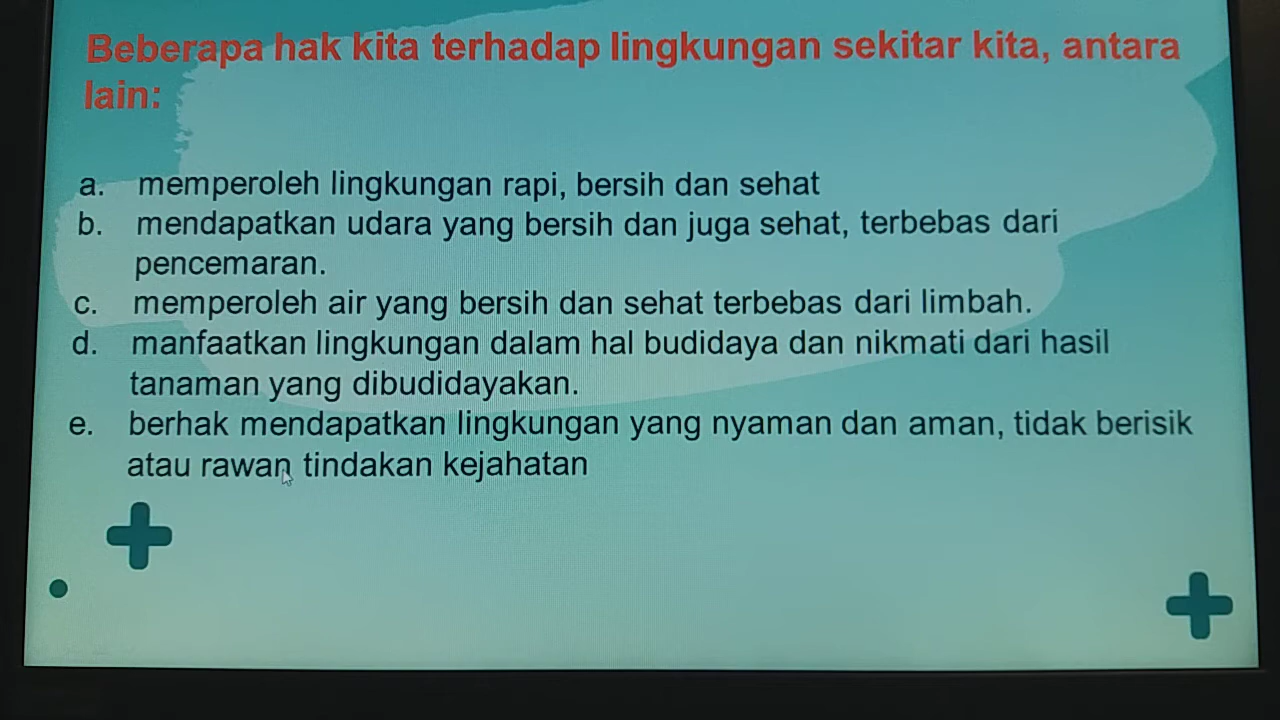 Beberapa hak kita terhadap lingkungan sekitar kita, antara
lain:
a. memperoleh lingkungan rapi, bersih dan sehat
b. mendapatkan udara yang bersih dan juga sehat, terbebas dari
pencemaran.
c. memperoleh air yang bersih dan sehat terbebas dari limbah.
d. manfaatkan lingkungan dalam hal budidaya dan nikmati dari hasil
tanaman yang dibudidayakan.
e. berhak mendapatkan lingkungan yang nyaman dan aman, tidak berisik
atau rawan tindakan kejahatan